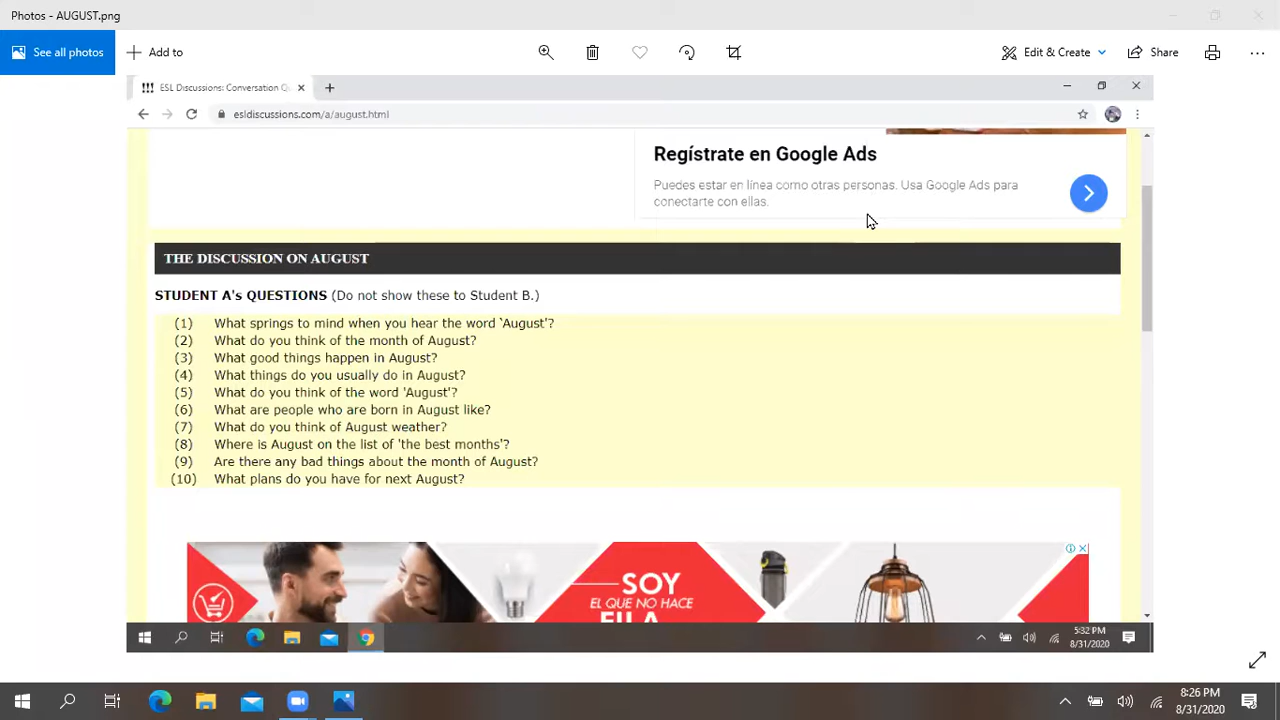 Photos - AUGUST.png
See all photos
Add to
Edit & Create
Share
ESL Discussions: Conversation Q
esldiscussions.com/a/august.html
Regístrate en Google Ads
Puedes estar en línea como otras personas. Usa Google Ads para
conectarte con ellas.
THE DISCUSSION ON AUGUST
STUDENT A's QUESTIONS (Do not show these to Student B.)
(1) What springs to mind when you hear the word 'August'?
(2) What do you think of the month of August?
(3) What good things happen in August?
(4) What things do you usually do in August?
(5) What do you think of the word 'August'?
(6) What are people who are born in August like?
(7) What do you think of August weather?
(8) Where is August on the list of 'the best months'?
(9) Are there any bad things about the month of August?
(10) What plans do you have for next August?
SOY
EL QUE NO HACE
FILA
5:32 PM
8/31/2020
8:26 PM
8/31/2020